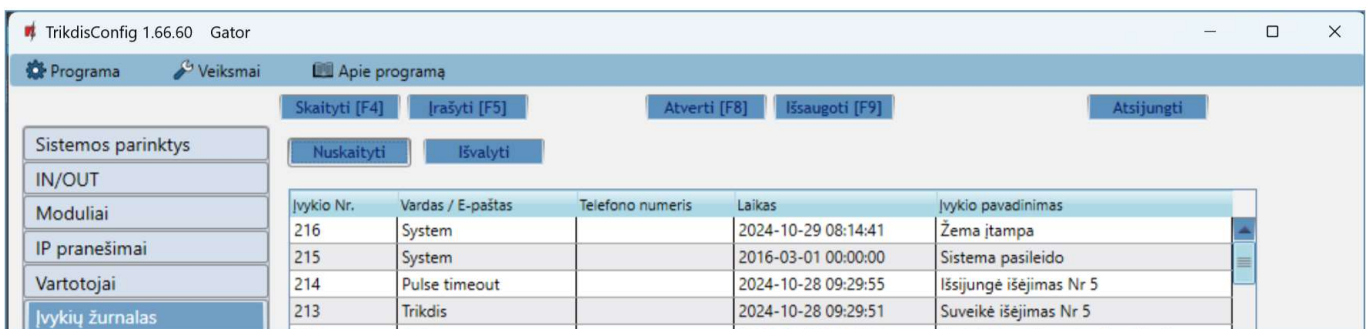 TrikdisConfig 1.66.60 Gator
Programa Veiksmai Apie programą
Skaityti [F4] Įrašyti [F5] Atverti [F8] Išsaugoti [F9] Atsijungti
Sistemos parinktys
IN/OUT
Moduliai
IP pranešimai
Vartotojai
Įvykių žurnalas
Nuskaityti Išvalyti
Įvykio Nr. Vardas / E-paštas Telefono numeris Laikas Įvykio pavadinimas
216 System 2024-10-29 08:14:41 Žema įtampa
215 System 2016-03-01 00:00:00 Sistema pasileido
214 Pulse timeout 2024-10-28 09:29:55 Išsijungė išėjimas Nr 5
213 Trikdis 2024-10-28 09:29:51 Suveikė išėjimas Nr 5